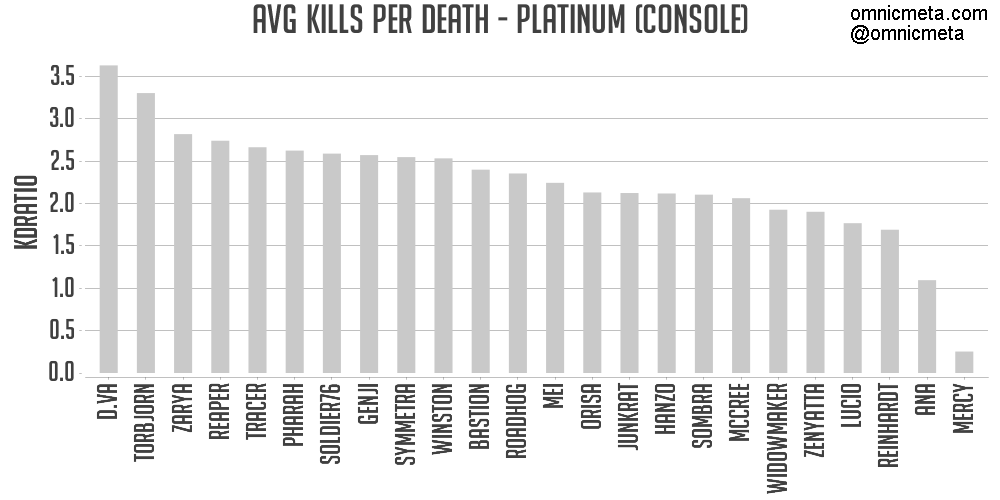 AVG KILLS PER DEATH - PLATINUM (CONSOLE)
omnicmeta.com
@omnicmeta
KDRATIO
3.5
3.0
2.5
2.0
1.5
1.0
0.5
0.0
D.VA
TORBJORN
ZARYA
REAPER
TRACER
PHARAH
SOLDIER76
GENJI
SYMMETRA
WINSTON
BASTION
ROADHOG
MEI
ORISA
JUNKRAT
HANZO
SOMBRA
MCREE
WIDOWMAKER
ZENYATTA
LUCIO
REINHARDT
ANA
MERCY